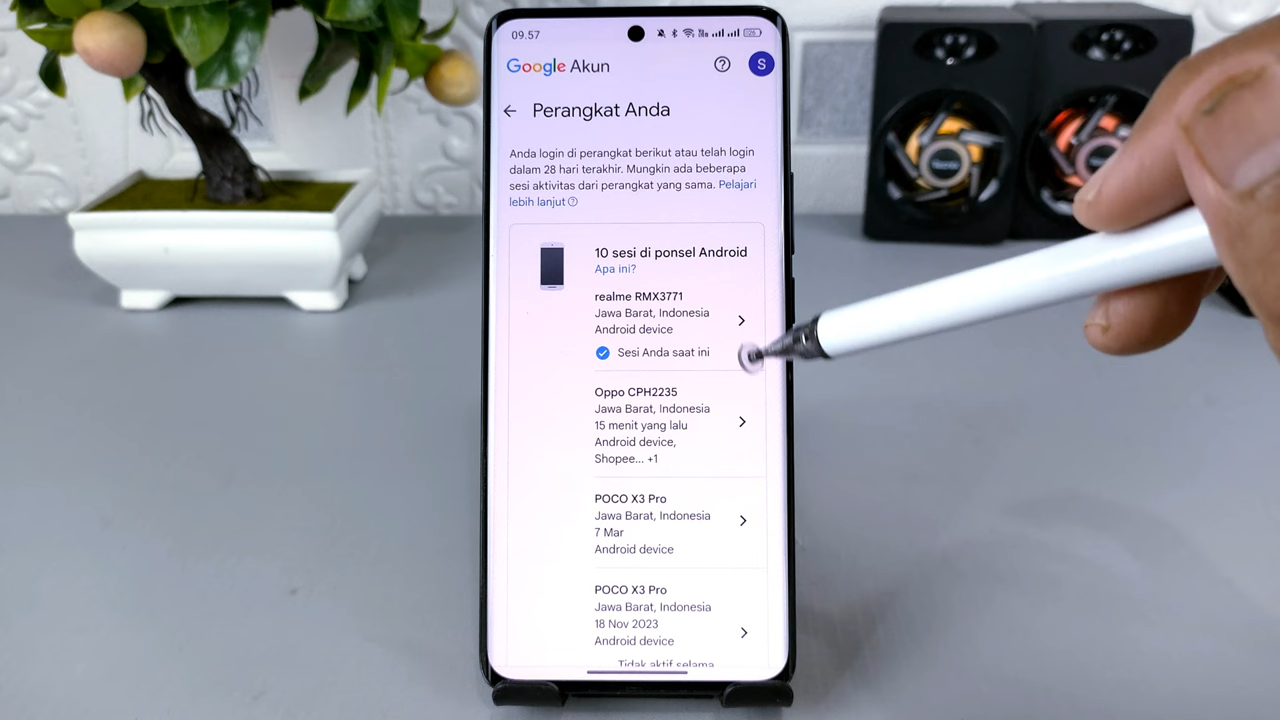 09.57
Google Akun
S
Perangkat Anda
Anda login di perangkat berikut atau telah login
dalam 28 hari terakhir. Mungkin ada beberapa
sesi aktivitas dari perangkat yang sama. Pelajari
lebih lanjut
10 sesi di ponsel Android
Apa ini?
realme RMX3771
Jawa Barat, Indonesia
Android device
Sesi Anda saat ini
Oppo CPH2235
Jawa Barat, Indonesia
15 menit yang lalu
Android device,
Shopee... +1
POCO X3 Pro
Jawa Barat, Indonesia
7 Mar
Android device
POCO X3 Pro
Jawa Barat, Indonesia
18 Nov 2023
Android device
Tidak aktif selama